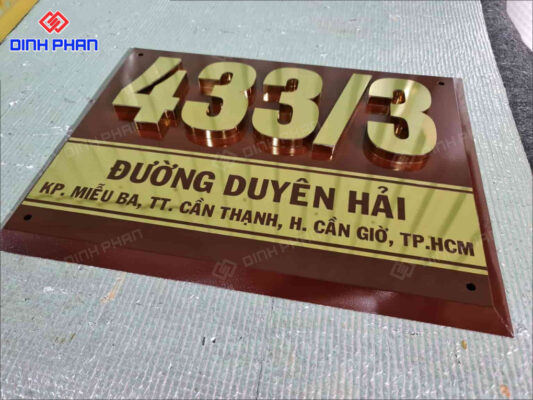 DINH PHAN
433/3
ĐƯỜNG DUYÊN HẢI
KP. MIỄU BA, TT. CẦN THẠNH, H. CẦN GIỜ, TP.HCM